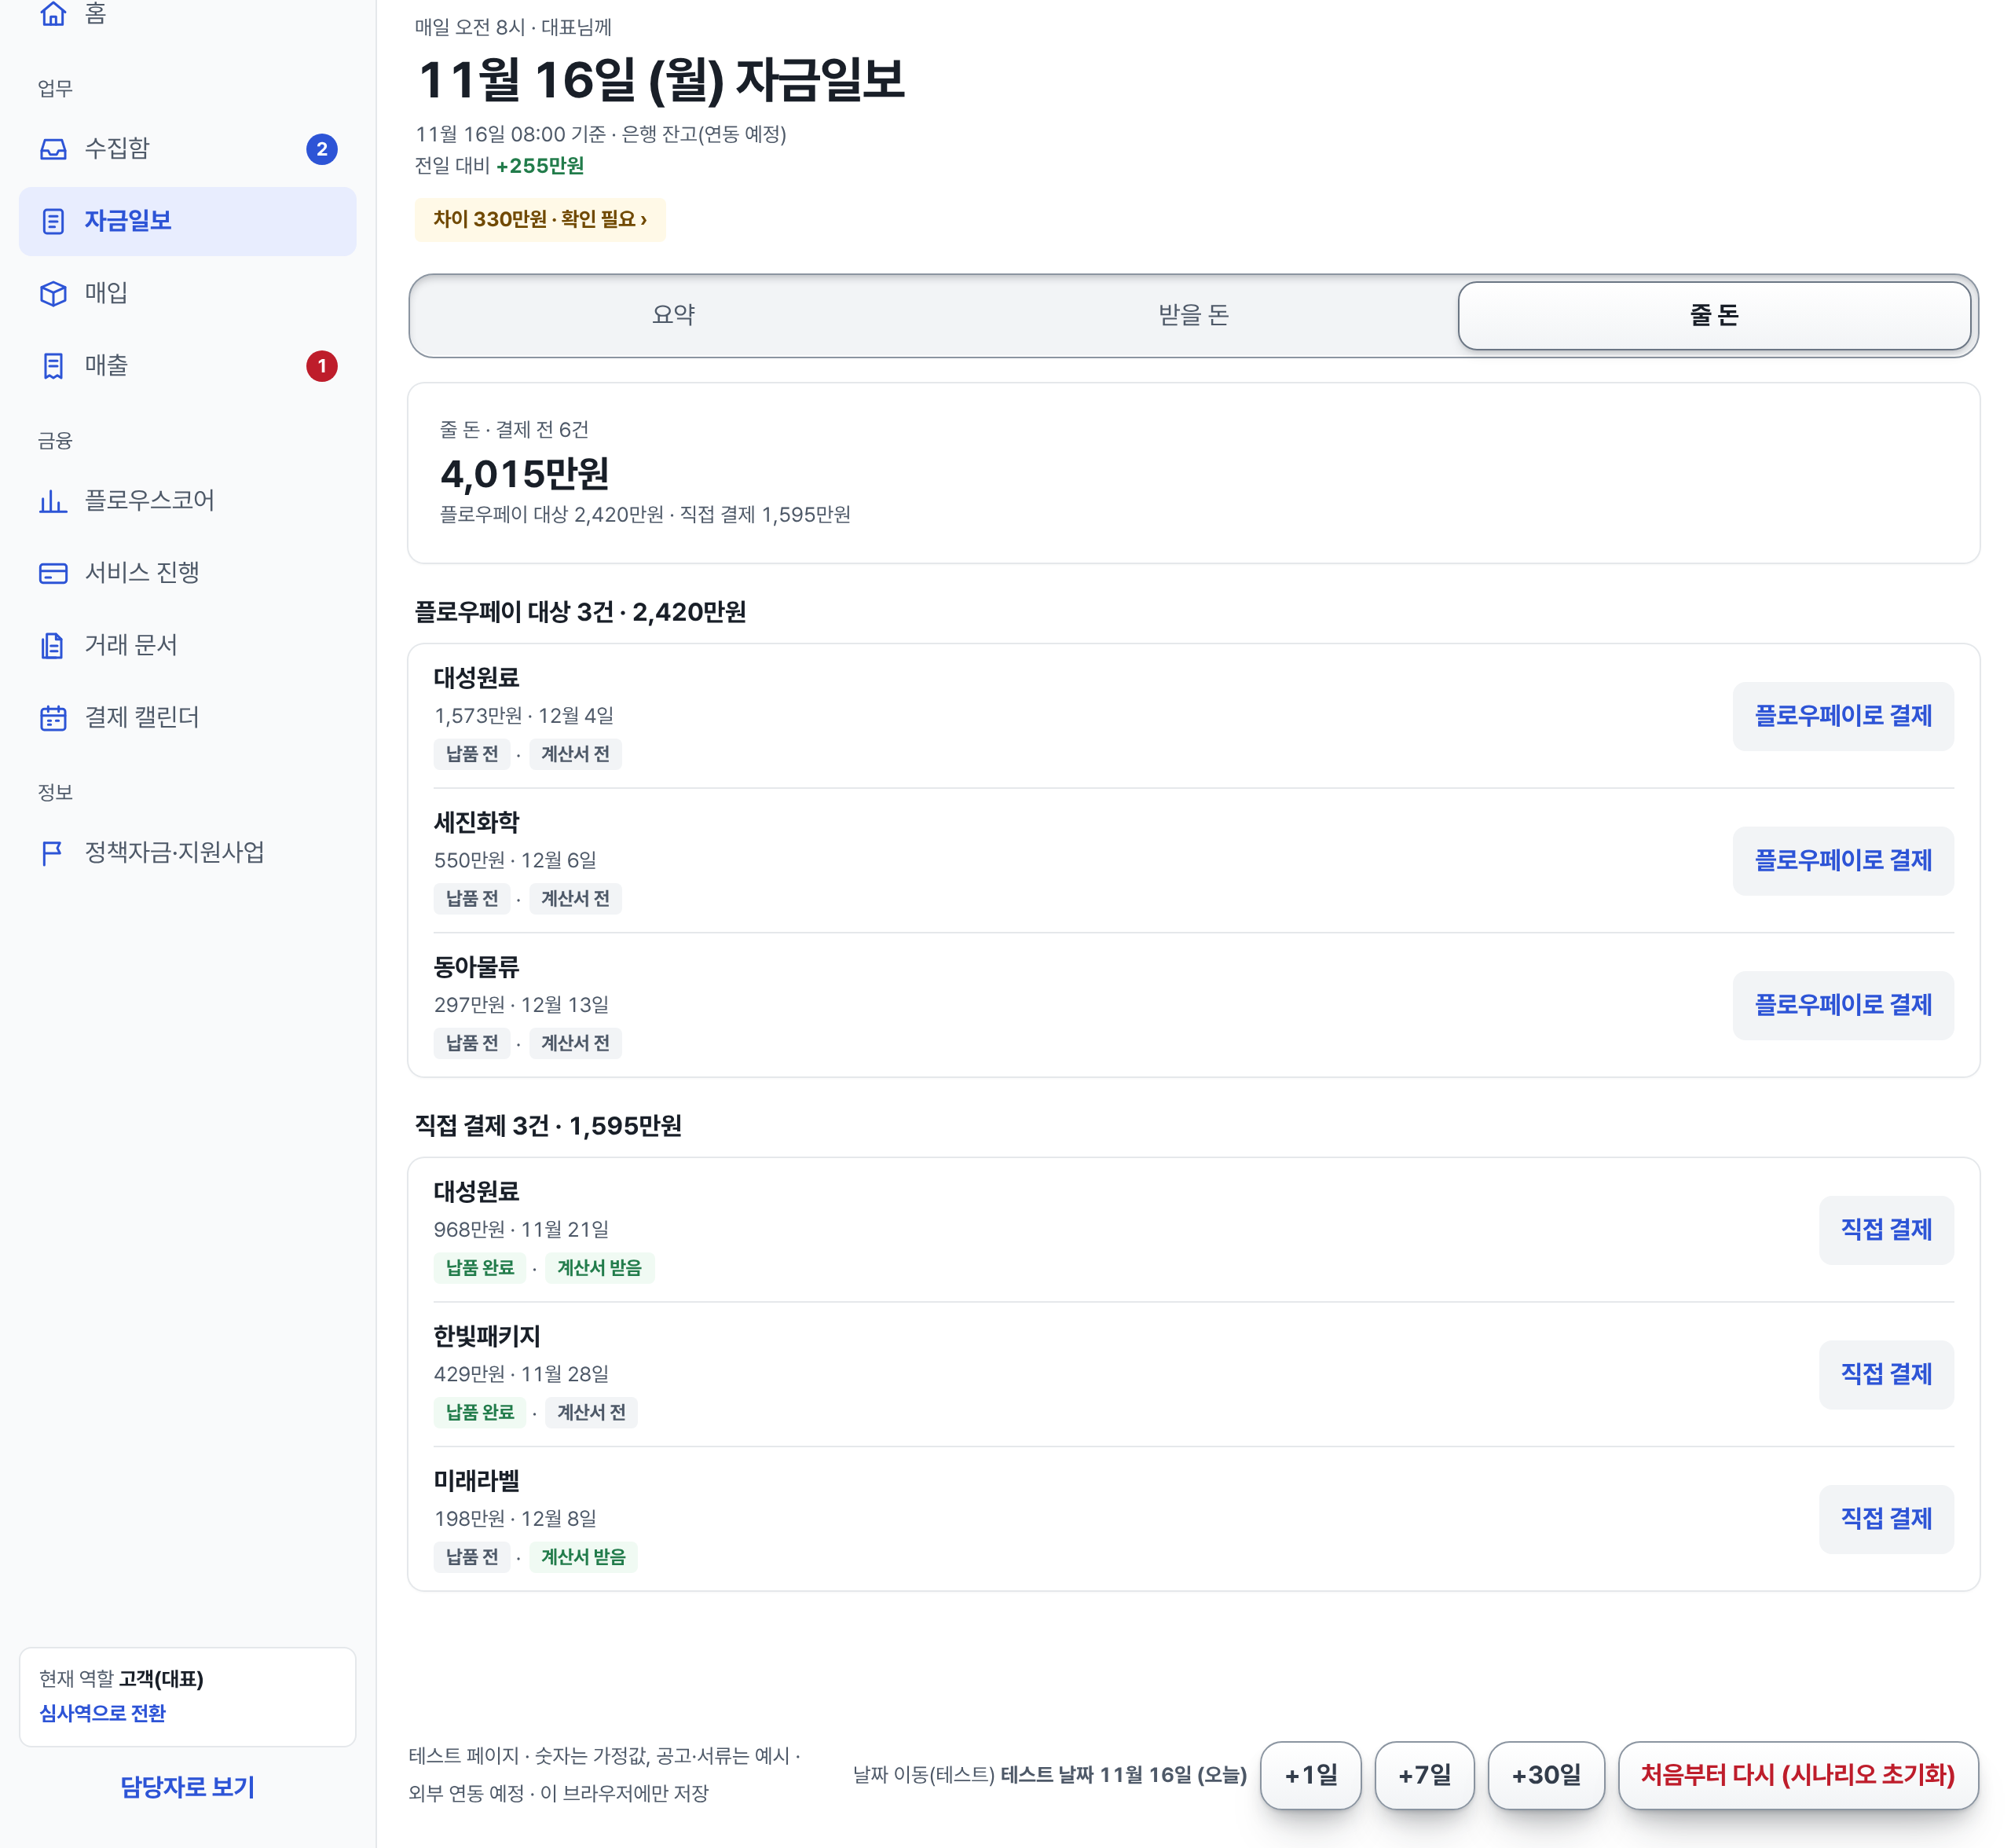 홈
업무
수집함 2
자금일보
매입
매출 1
금융
플로우스코어
서비스 진행
거래 문서
결제 캘린더
정보
정책자금·지원사업
현재 역할 고객(대표)
심사역으로 전환
담당자로 보기
매일 오전 8시 · 대표님께
11월 16일 (월) 자금일보
11월 16일 08:00 기준 · 은행 잔고(연동 예정)
전일 대비 +255만원
차이 330만원 · 확인 필요 ›
요약 받을 돈 줄 돈
줄 돈 · 결제 전 6건
4,015만원
플로우페이 대상 2,420만원 · 직접 결제 1,595만원
플로우페이 대상 3건 · 2,420만원
대성원료
1,573만원 · 12월 4일
납품 전 · 계산서 전
플로우페이로 결제
세진화학
550만원 · 12월 6일
납품 전 · 계산서 전
플로우페이로 결제
동아물류
297만원 · 12월 13일
납품 전 · 계산서 전
플로우페이로 결제
직접 결제 3건 · 1,595만원
대성원료
968만원 · 11월 21일
납품 완료 · 계산서 받음
직접 결제
한빛패키지
429만원 · 11월 28일
납품 완료 · 계산서 전
직접 결제
미래라벨
198만원 · 12월 8일
납품 전 · 계산서 받음
직접 결제
테스트 페이지 · 숫자는 가정값, 공고·서류는 예시 ·
외부 연동 예정 · 이 브라우저에만 저장
날짜 이동(테스트) 테스트 날짜 11월 16일 (오늘) +1일 +7일 +30일 처음부터 다시 (시나리오 초기화)